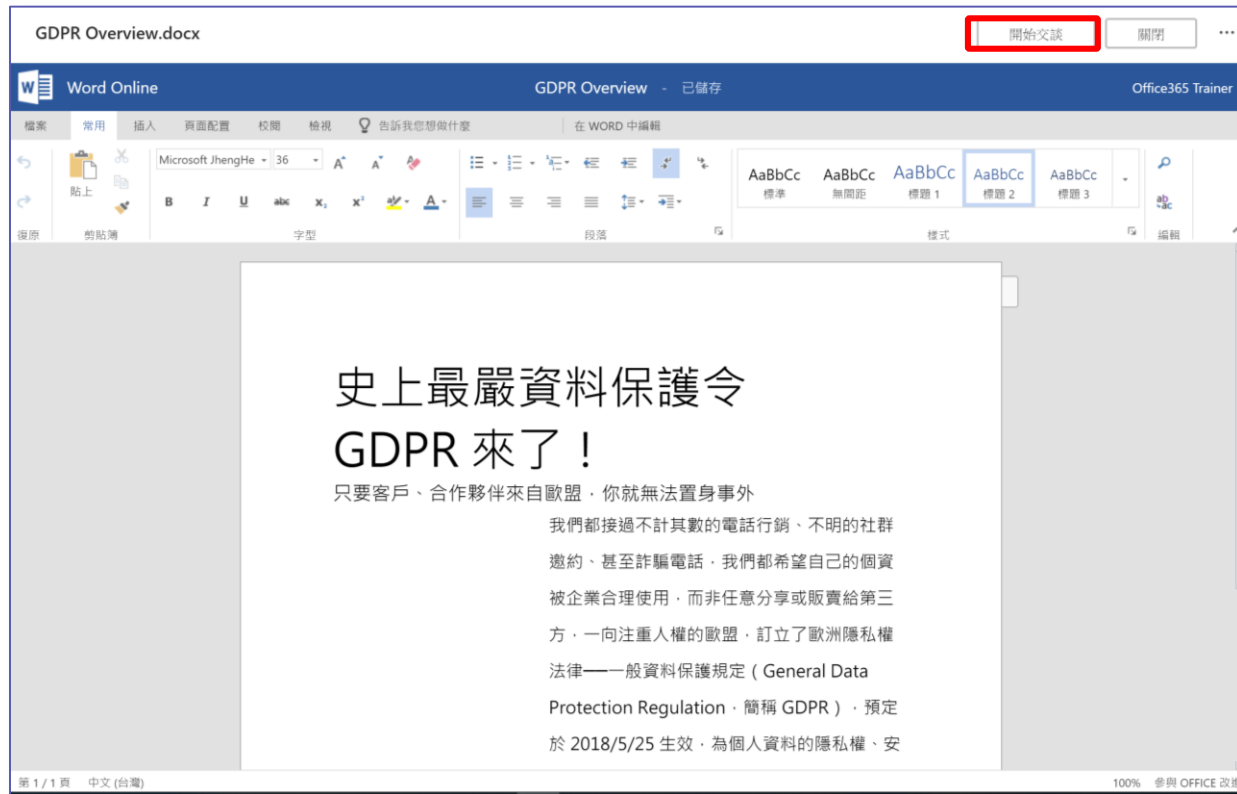 GDPR Overview.docx
開始交談
關閉
Word Online
GDPR Overview - 已儲存
Office365 Trainer
檔案 常用 插入 頁面配置 校閱 檢視 告訴我您想做什麼 在 WORD 中編輯
Microsoft JhengHe 36
貼上
B I U abc x₂ x²
AaBbCc AaBbCc AaBbCc AaBbCc AaBbCc
標準 無間距 標題 1 標題 2 標題 3
復原 剪貼簿 字型 段落 樣式 編輯
史上最嚴資料保護令
GDPR 來了！
只要客戶、合作夥伴來自歐盟，你就無法置身事外
我們都接過不計其數的電話行銷、不明的社群
邀約、甚至詐騙電話，我們都希望自己的個資
被企業合理使用，而非任意分享或販賣給第三
方，一向注重人權的歐盟，訂立了歐洲隱私權
法律——一般資料保護規定（General Data
Protection Regulation，簡稱 GDPR），預定
於 2018/5/25 生效，為個人資料的隱私權、安
第 1 / 1 頁 中文 (台灣)
100% 參與 OFFICE 改